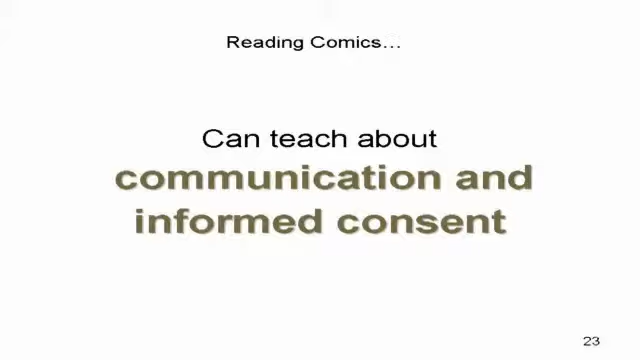 Reading Comics…
Can teach about
communication and
informed consent
23